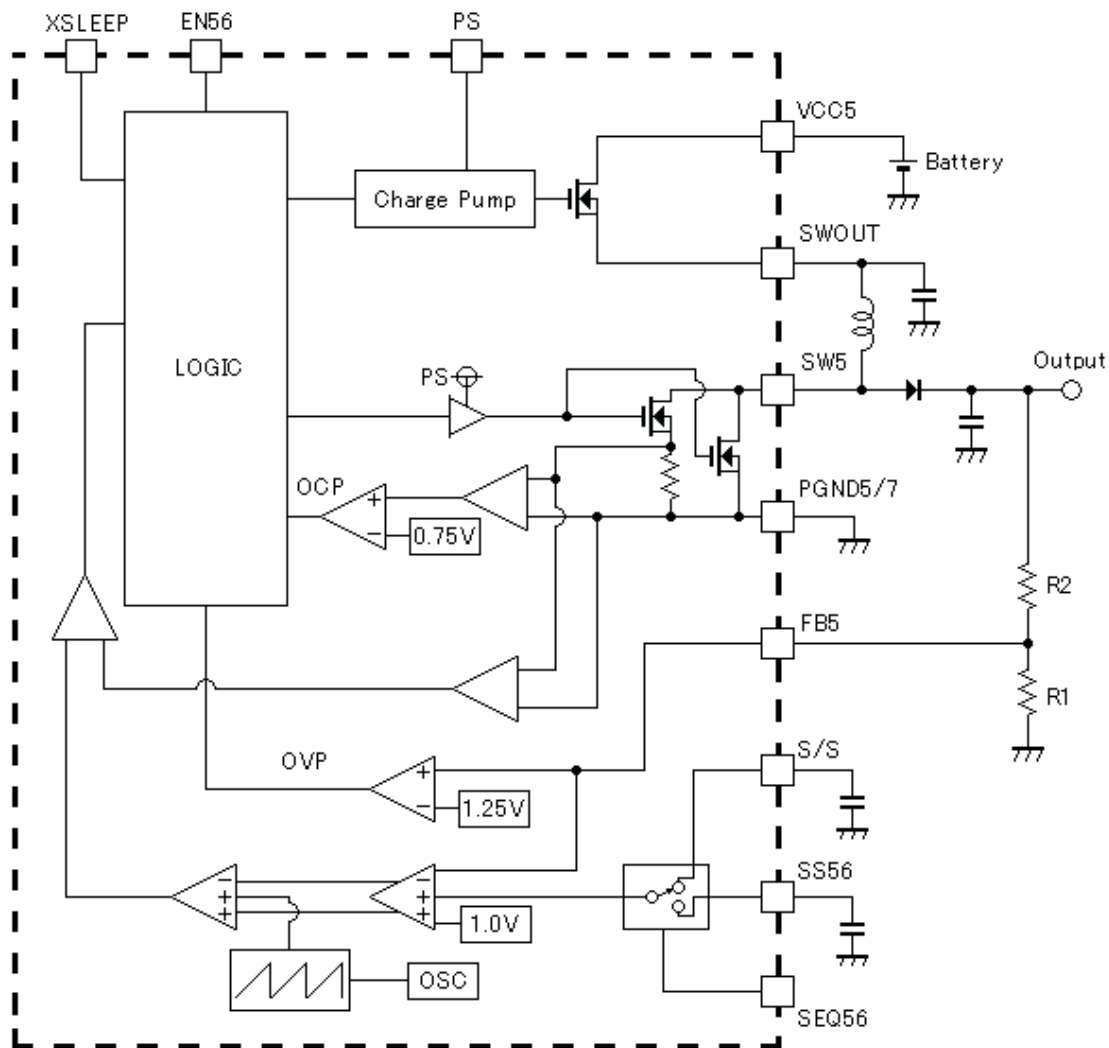 XSLEEP
EN56
PS
VCC5
Battery
Charge Pump
SWOUT
LOGIC
PS
SW5
Output
OCP
+
−
0.75V
PGND5/7
R2
FB5
R1
S/S
OVP
+
−
1.25V
SS56
−
+
+
−
+
+
1.0V
OSC
SEQ56